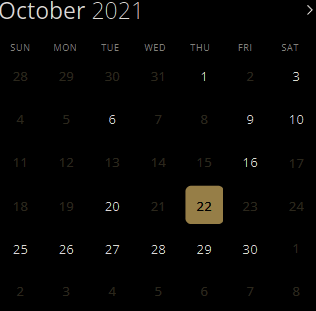 October 2021
SUN MON TUE WED THU FRI SAT
28 29 30 31 1 2 3
4 5 6 7 8 9 10
11 12 13 14 15 16 17
18 19 20 21 22 23 24
25 26 27 28 29 30 1
2 3 4 5 6 7 8